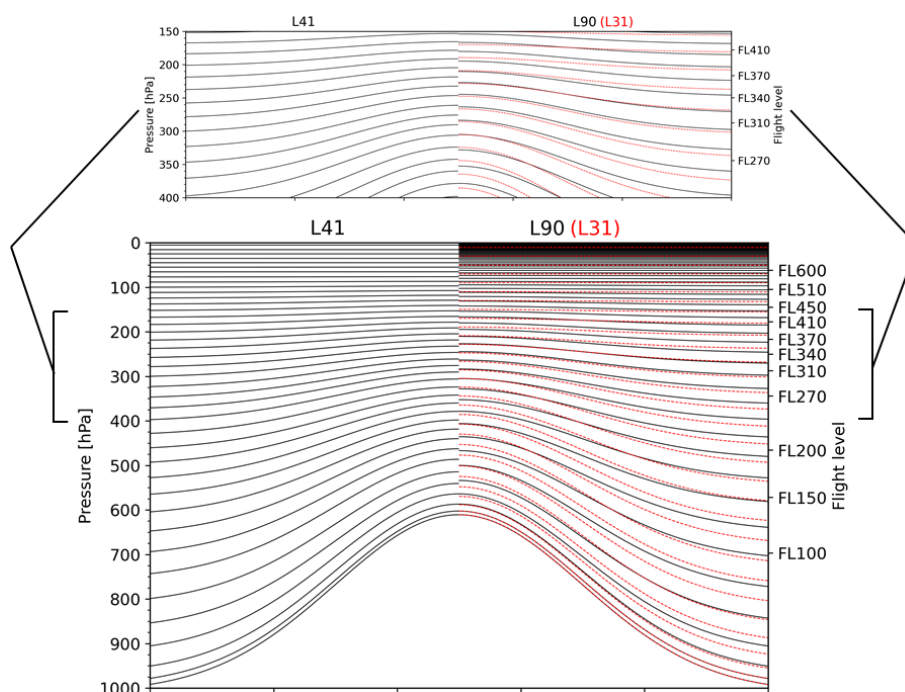 L41 L90 (L31)
150
200
250
300
350
400
Pressure [hPa]
FL410
FL370
FL340
FL310
FL270
Flight level
L41 L90 (L31)
0
100
200
300
400
500
600
700
800
900
1000
Pressure [hPa]
FL600
FL510
FL450
FL410
FL370
FL340
FL310
FL270
FL200
FL150
FL100
Flight level